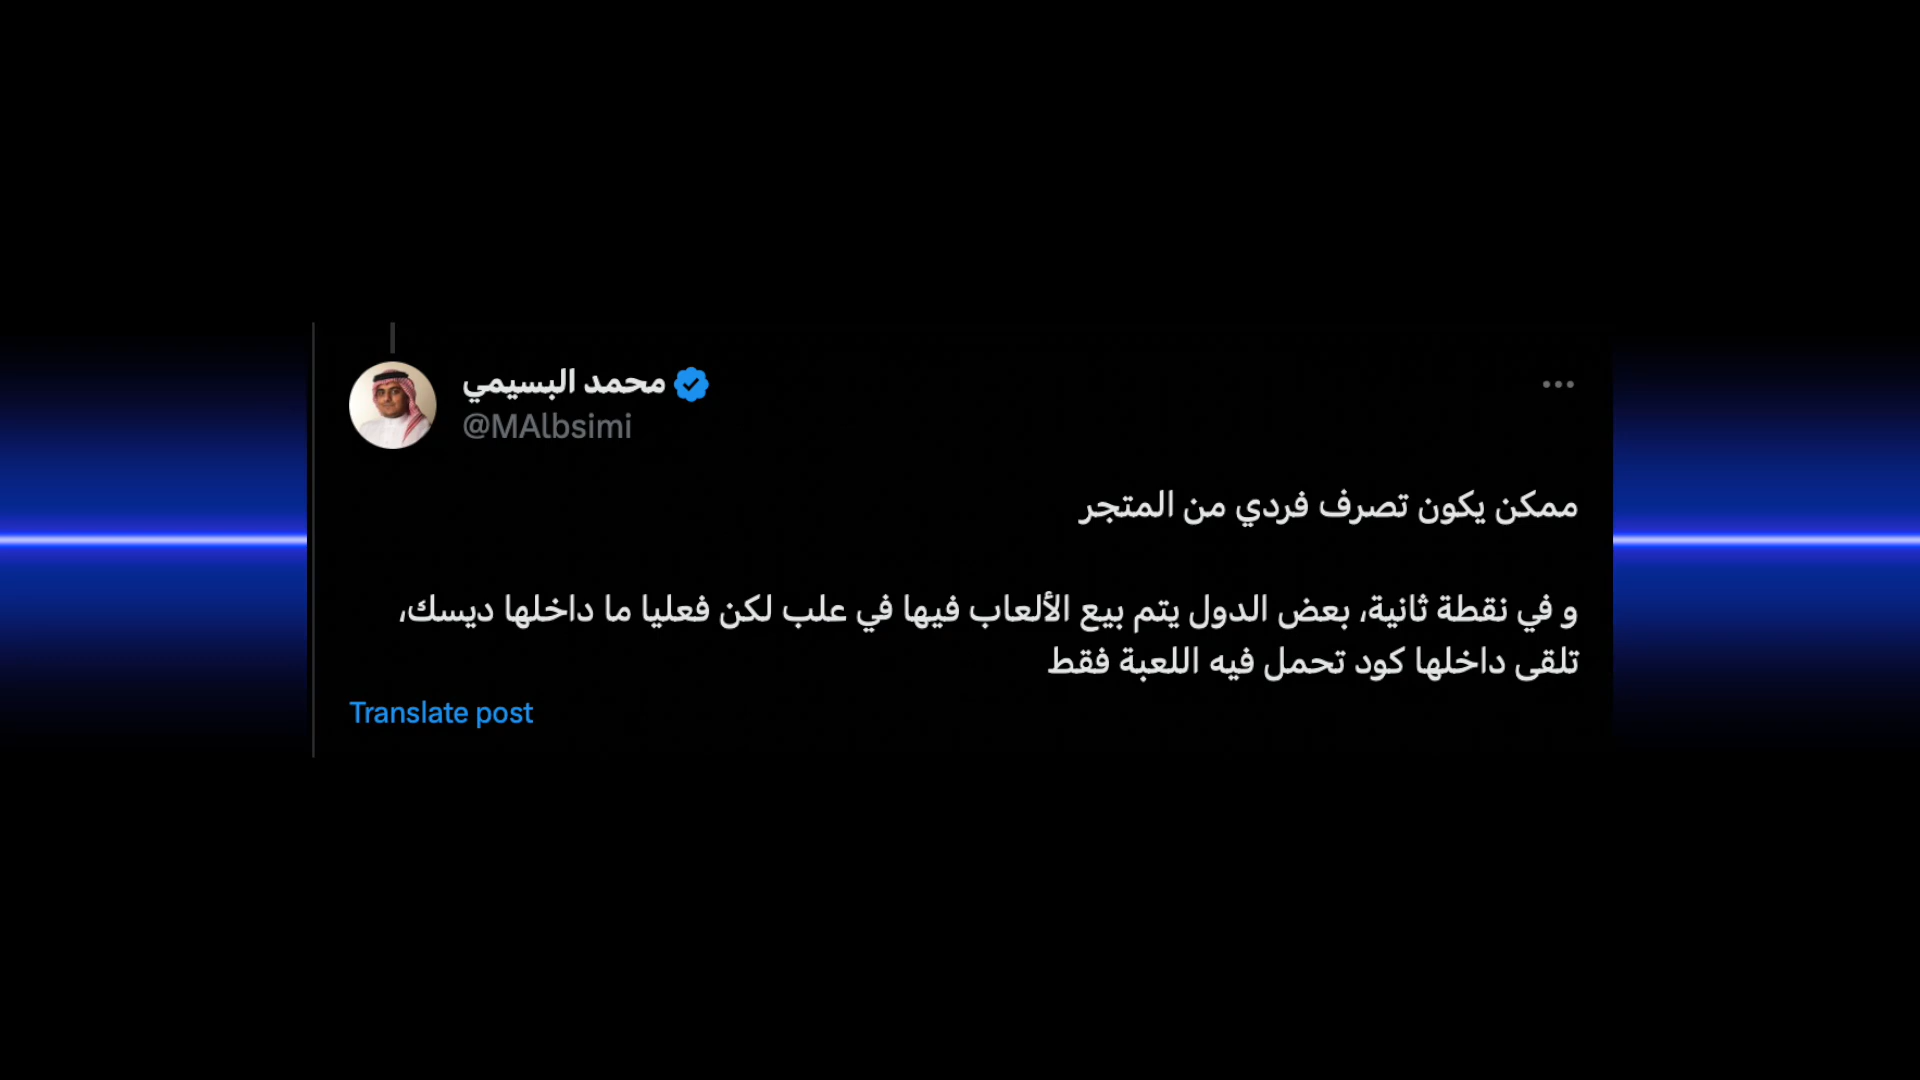 محمد البسيمي
@MAlbsimi
ممكن يكون تصرف فردي من المتجر
و في نقطة ثانية، بعض الدول يتم بيع الألعاب فيها في علب لكن فعليا ما داخلها ديسك،
تلقى داخلها كود تحمل فيه اللعبة فقط
Translate post